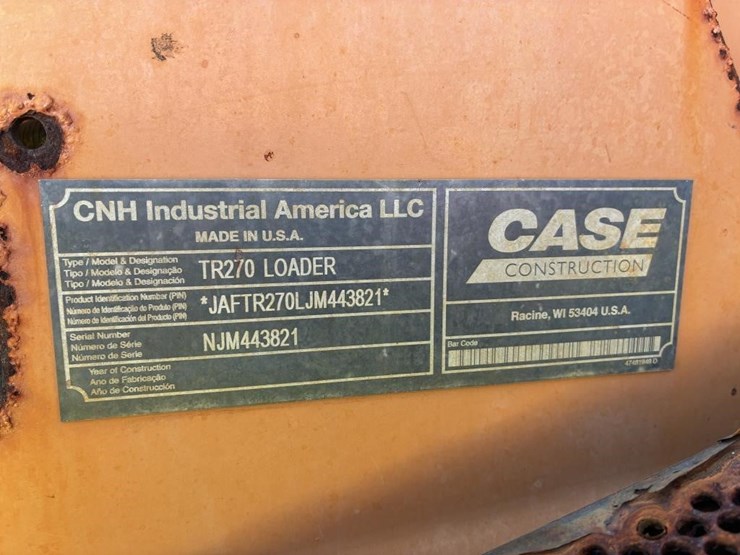 CNH Industrial America LLC
MADE IN U.S.A.
Type / Model & Designation
Tipo / Modelo & Designação
Tipo / Modelo & Designación
TR270 LOADER
Product Identification Number (PIN)
Número de Identificação do Produto (PIN)
Número de Identificación del Producto (PIN)
*JAFTR270LJM443821*
Serial Number
Número de Série
Número de Serie
NJM443821
Year of Construction
Ano de Fabricação
Año de Construcción
CASE
CONSTRUCTION
Racine, WI 53404 U.S.A.
Bar Code